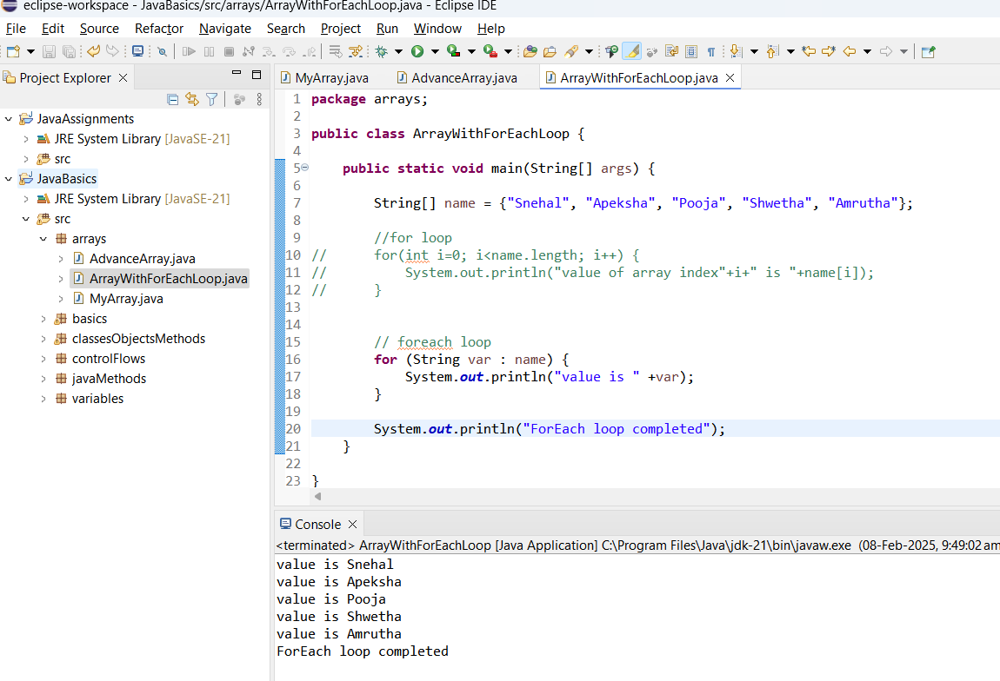 eclipse-workspace - JavaBasics/src/arrays/ArrayWithForEachLoop.java - Eclipse IDE
File Edit Source Refactor Navigate Search Project Run Window Help
Project Explorer
JavaAssignments
JRE System Library [JavaSE-21]
src
JavaBasics
JRE System Library [JavaSE-21]
src
arrays
AdvanceArray.java
ArrayWithForEachLoop.java
MyArray.java
basics
classesObjectsMethods
controlFlows
javaMethods
variables
MyArray.java AdvanceArray.java ArrayWithForEachLoop.java
1 package arrays;
2
3 public class ArrayWithForEachLoop {
4
5 public static void main(String[] args) {
6
7 String[] name = {"Snehal", "Apeksha", "Pooja", "Shwetha", "Amrutha"};
8
9 //for loop
10 // for(int i=0; i<name.length; i++) {
11 // System.out.println("value of array index"+i+" is "+name[i]);
12 // }
13
14
15 // foreach loop
16 for (String var : name) {
17 System.out.println("value is " +var);
18 }
19
20 System.out.println("ForEach loop completed");
21 }
22
23 }
Console
<terminated> ArrayWithForEachLoop [Java Application] C:\Program Files\Java\jdk-21\bin\javaw.exe (08-Feb-2025, 9:49:02 am
value is Snehal
value is Apeksha
value is Pooja
value is Shwetha
value is Amrutha
ForEach loop completed